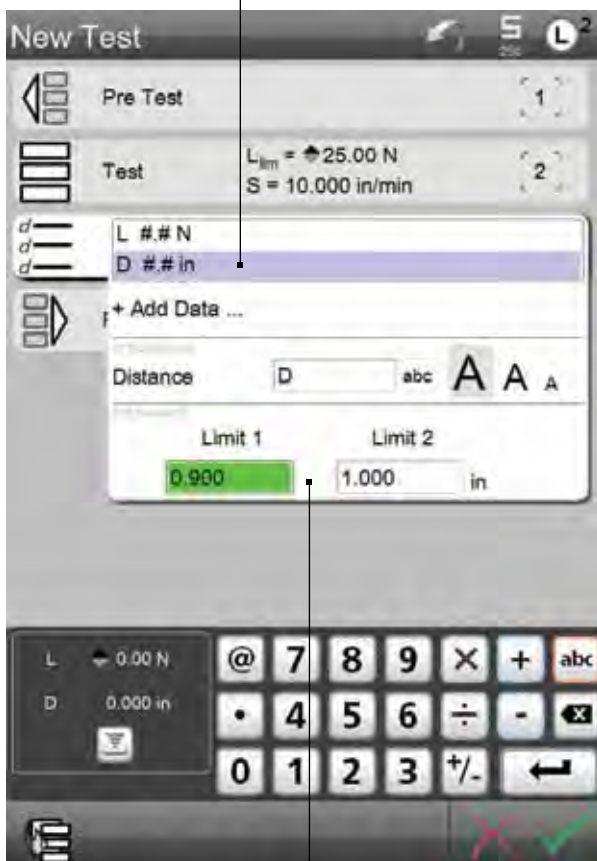 New Test
L 2
Pre Test 1
Test
Llim = 25.00 N
S = 10.000 in/min
2
d
d
d
L #.# N
D #.# in
+ Add Data ...
Distance D abc A A A
Limit 1 Limit 2
0.900 1.000 in
L 0.00 N
D 0.000 in
@ 7 8 9 × + abc
• 4 5 6 ÷ -
0 1 2 3 +/-